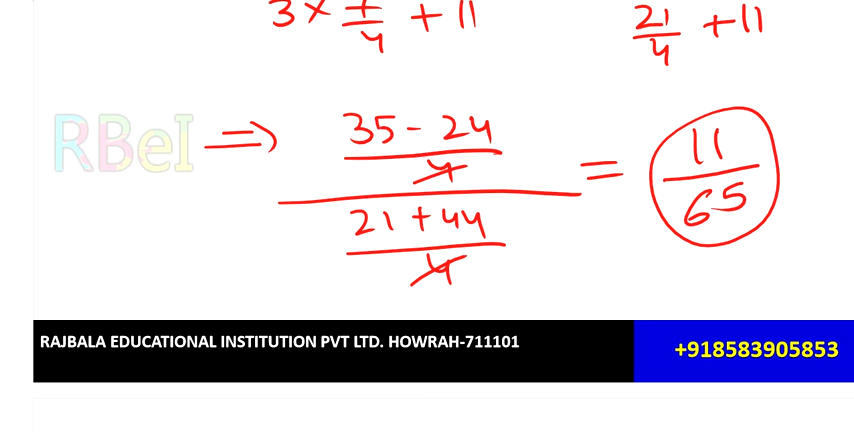 3 × 7/4 + 11 21/4 + 11
RBeI
⇒ (35 - 24)/4 / (21 + 44)/4 = 11/65
RAJBALA EDUCATIONAL INSTITUTION PVT LTD. HOWRAH-711101
+918583905853